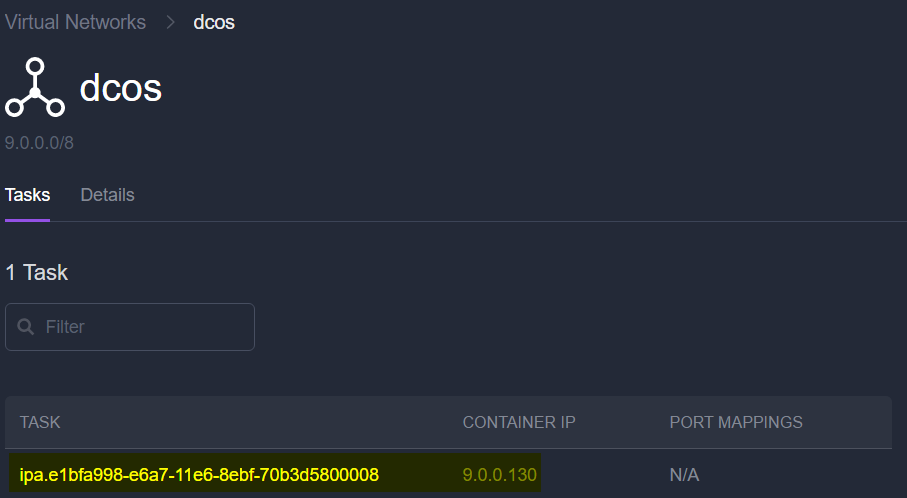 Virtual Networks > dcos
dcos
9.0.0.0/8
Tasks Details
1 Task
Filter
TASK CONTAINER IP PORT MAPPINGS
ipa.e1bfa998-e6a7-11e6-8ebf-70b3d5800008 9.0.0.130 N/A